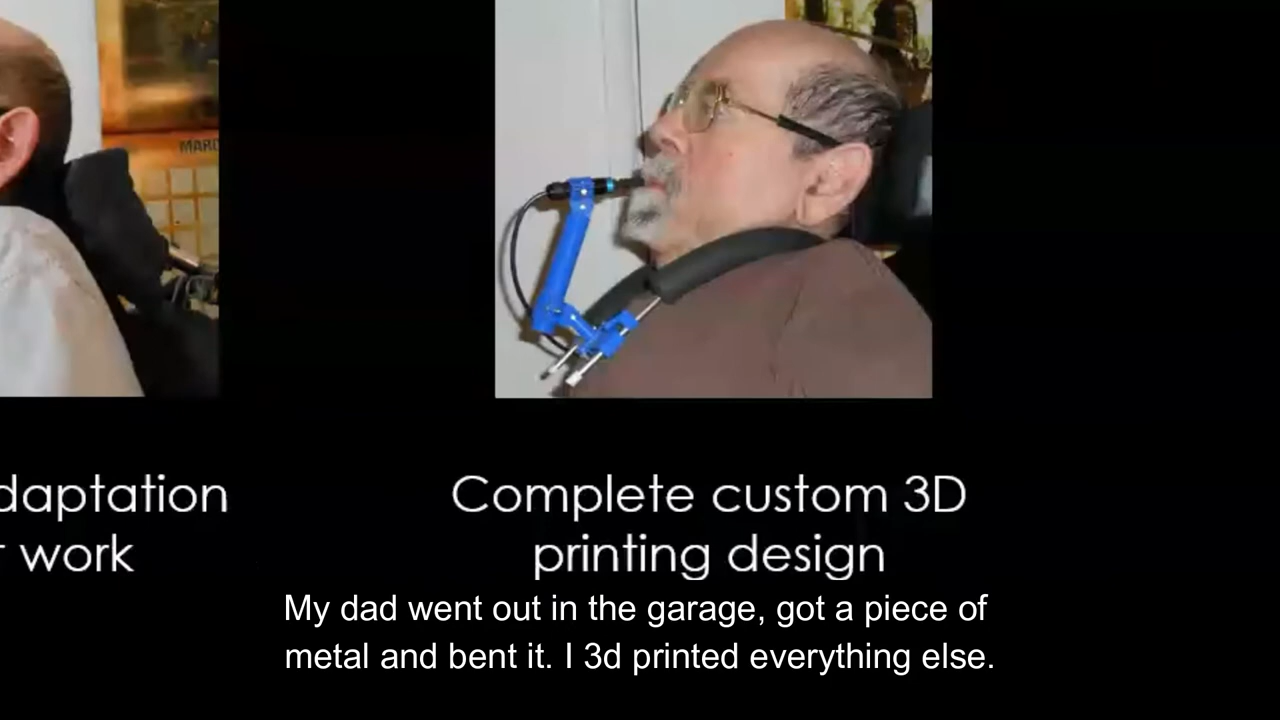 daptation
work
Complete custom 3D
printing design
My dad went out in the garage, got a piece of
metal and bent it. I 3d printed everything else.